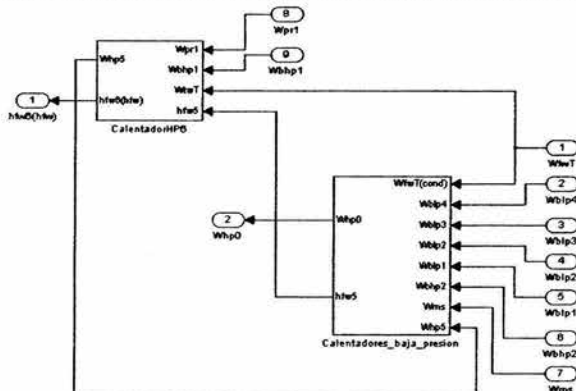 8
Wpr1
Wpr1
Whp5
Wbhp1
9
Wbhp1
WfwT
1
hfw6(hfw)
hfw6(hfw)
hfw5
CalentadorHP6
1
WfwT
WfwT(cond)
2
Wblp4
Wblp4
2
Whp0
Whp0
Wblp3
3
Wblp3
Wblp2
4
Wblp2
Wblp1
5
Wblp1
hfw5
Wbhp2
6
Wbhp2
Wms
Whp5
Calentadores_baja_presion
7
Wms